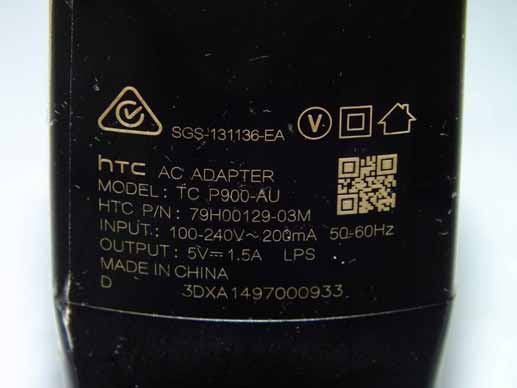 SGS-131136-EA V
hTC AC ADAPTER
MODEL: TC P900-AU
HTC P/N: 79H00129-03M
INPUT: 100-240V~200mA 50-60Hz
OUTPUT: 5V⎓1.5A LPS
MADE IN CHINA
D 3DXA1497000933